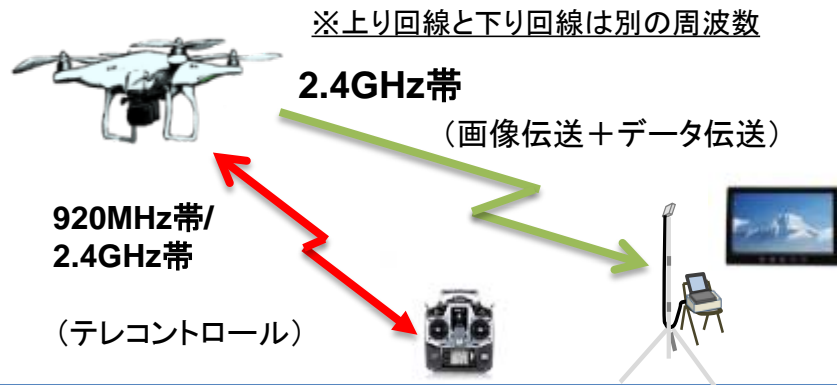 ※上り回線と下り回線は別の周波数
2.4GHz帯
（画像伝送＋データ伝送）
920MHz帯/
2.4GHz帯
（テレコントロール）